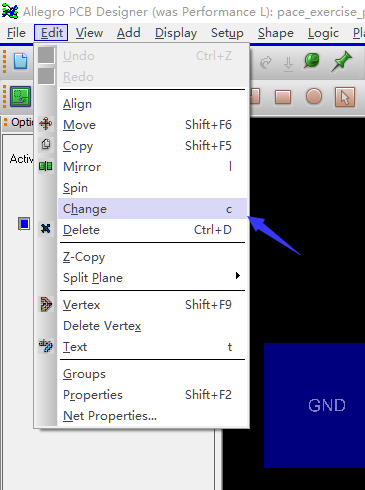 Allegro PCB Designer (was Performance L): pace_exercise_p
File Edit View Add Display Setup Shape Logic Pla
Opti
Activ
Undo Ctrl+Z
Redo
Align
Move Shift+F6
Copy Shift+F5
Mirror l
Spin
Change c
Delete Ctrl+D
Z-Copy
Split Plane
Vertex Shift+F9
Delete Vertex
Text t
Groups
Properties Shift+F2
Net Properties...
GND